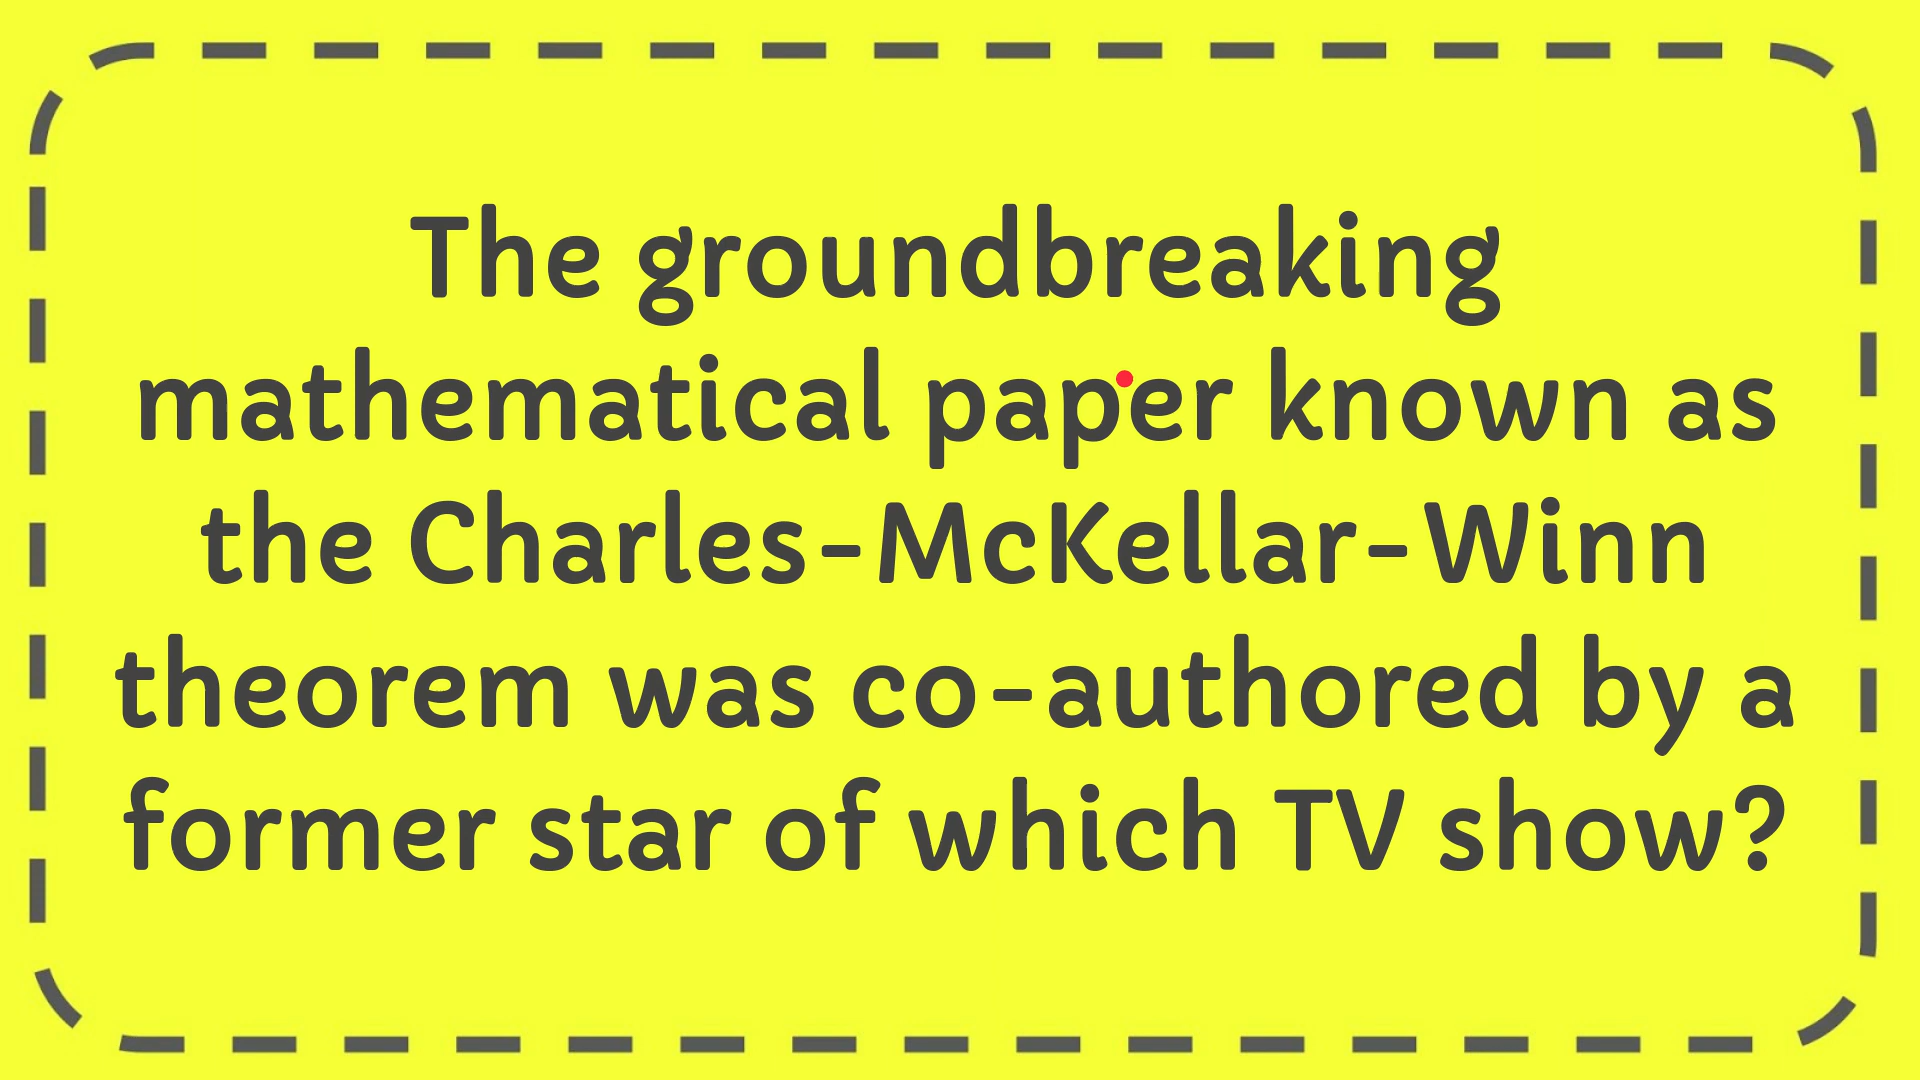 The groundbreaking
mathematical paper known as
the Charles-McKellar-Winn
theorem was co-authored by a
former star of which TV show?